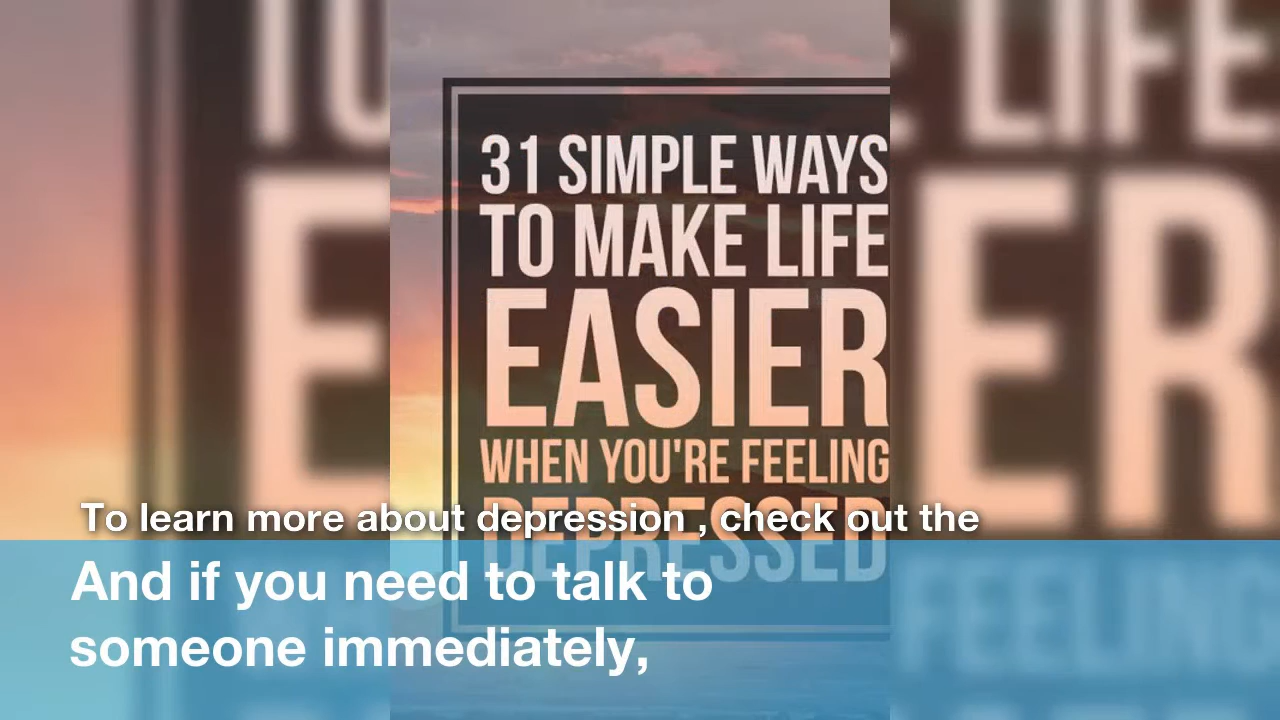 31 SIMPLE WAYS
TO MAKE LIFE
EASIER
WHEN YOU'RE FEELING
DEPRESSED
To learn more about depression , check out the
And if you need to talk to
someone immediately,